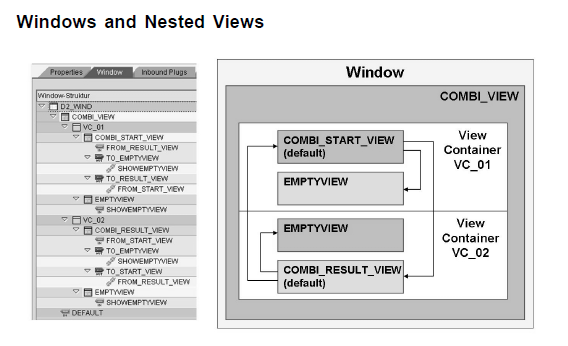 Windows and Nested Views
Properties
Window
Inbound Plugs
Window-Struktur
D2_WIND
COMBI_VIEW
VC_01
COMBI_START_VIEW
FROM_RESULT_VIEW
TO_EMPTYVIEW
SHOWEMPTYVIEW
TO_RESULT_VIEW
FROM_START_VIEW
EMPTYVIEW
SHOWEMPTYVIEW
VC_02
COMBI_RESULT_VIEW
FROM_START_VIEW
TO_EMPTYVIEW
SHOWEMPTYVIEW
TO_START_VIEW
FROM_RESULT_VIEW
EMPTYVIEW
SHOWEMPTYVIEW
DEFAULT
Window
COMBI_VIEW
COMBI_START_VIEW
(default)
EMPTYVIEW
View
Container
VC_01
EMPTYVIEW
COMBI_RESULT_VIEW
(default)
View
Container
VC_02